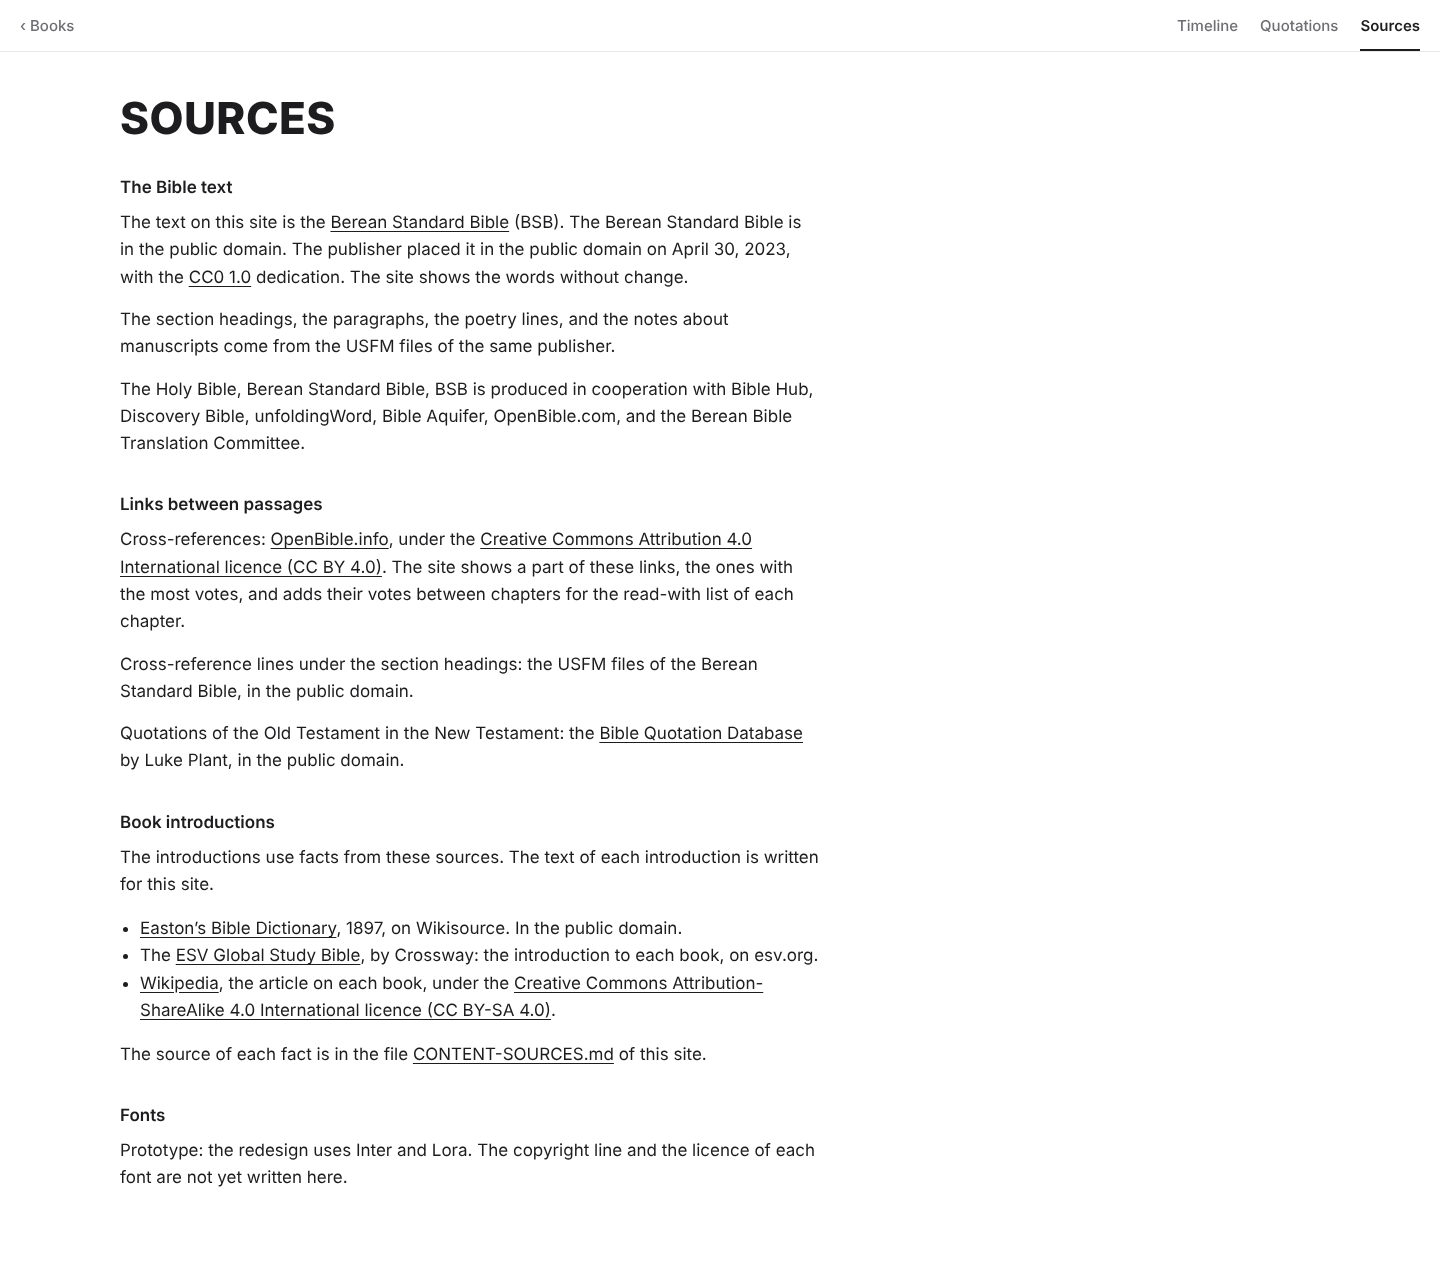 ‹ Books
Timeline
Quotations
Sources
SOURCES
The Bible text
The text on this site is the Berean Standard Bible (BSB). The Berean Standard Bible is
in the public domain. The publisher placed it in the public domain on April 30, 2023,
with the CC0 1.0 dedication. The site shows the words without change.
The section headings, the paragraphs, the poetry lines, and the notes about
manuscripts come from the USFM files of the same publisher.
The Holy Bible, Berean Standard Bible, BSB is produced in cooperation with Bible Hub,
Discovery Bible, unfoldingWord, Bible Aquifer, OpenBible.com, and the Berean Bible
Translation Committee.
Links between passages
Cross-references: OpenBible.info, under the Creative Commons Attribution 4.0
International licence (CC BY 4.0). The site shows a part of these links, the ones with
the most votes, and adds their votes between chapters for the read-with list of each
chapter.
Cross-reference lines under the section headings: the USFM files of the Berean
Standard Bible, in the public domain.
Quotations of the Old Testament in the New Testament: the Bible Quotation Database
by Luke Plant, in the public domain.
Book introductions
The introductions use facts from these sources. The text of each introduction is written
for this site.
• Easton’s Bible Dictionary, 1897, on Wikisource. In the public domain.
• The ESV Global Study Bible, by Crossway: the introduction to each book, on esv.org.
• Wikipedia, the article on each book, under the Creative Commons Attribution-
ShareAlike 4.0 International licence (CC BY-SA 4.0).
The source of each fact is in the file CONTENT-SOURCES.md of this site.
Fonts
Prototype: the redesign uses Inter and Lora. The copyright line and the licence of each
font are not yet written here.